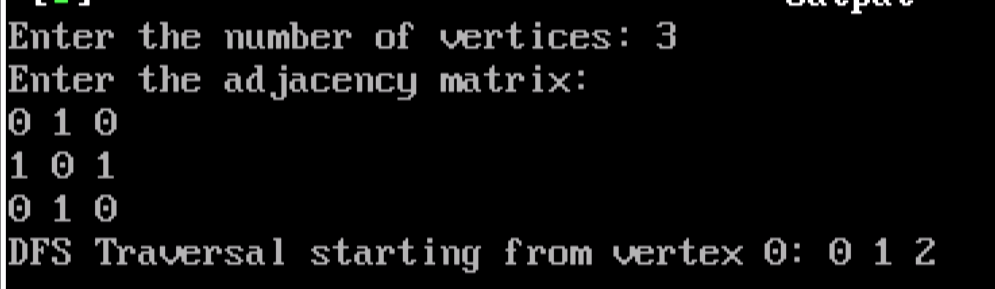 Output
Enter the number of vertices: 3
Enter the adjacency matrix:
0 1 0
1 0 1
0 1 0
DFS Traversal starting from vertex 0: 0 1 2